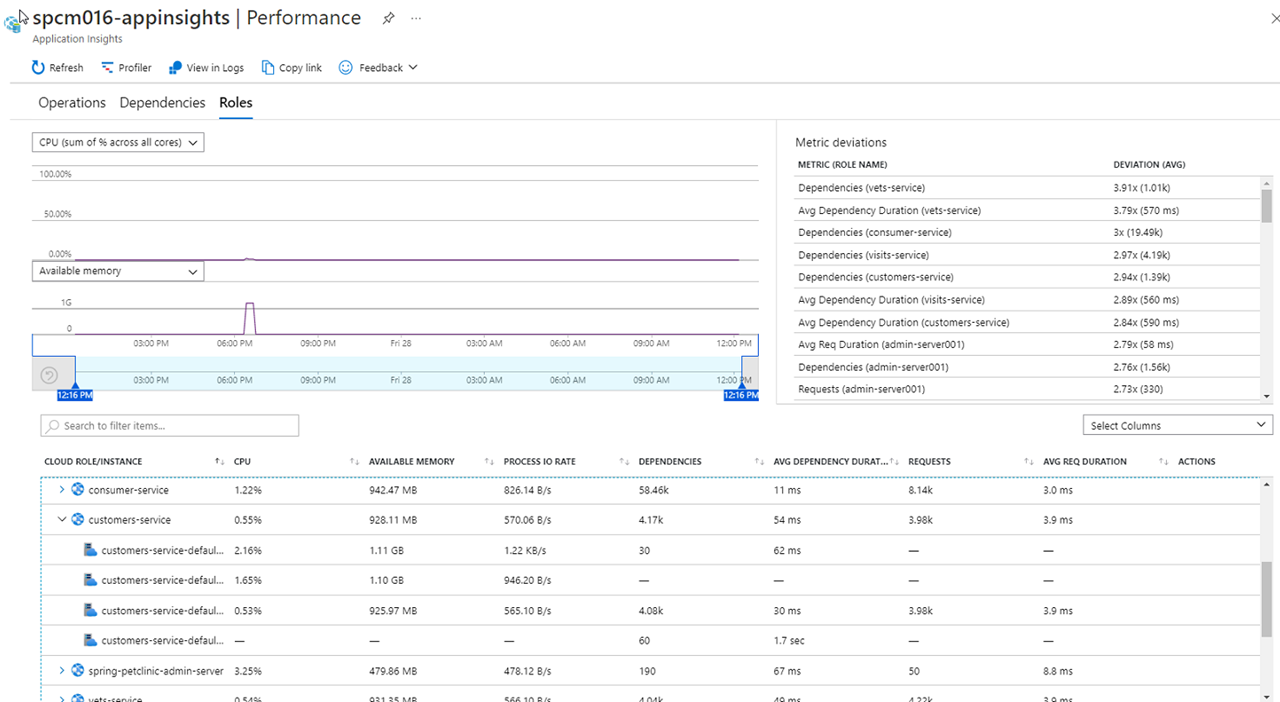 spcm016-appinsights | Performance ...
Application Insights
Refresh Profiler View in Logs Copy link Feedback
Operations Dependencies Roles
CPU (sum of % across all cores)
100.00%
50.00%
0.00%
Available memory
1G
0
03:00 PM 06:00 PM 09:00 PM Fri 28 03:00 AM 06:00 AM 09:00 AM 12:00 PM
03:00 PM 06:00 PM 09:00 PM Fri 28 03:00 AM 06:00 AM 09:00 AM 12:00 PM
12:16 PM 12:16 PM
Metric deviations
METRIC (ROLE NAME) DEVIATION (AVG)
Dependencies (vets-service) 3.91x (1.01k)
Avg Dependency Duration (vets-service) 3.79x (570 ms)
Dependencies (consumer-service) 3x (19.49k)
Dependencies (visits-service) 2.97x (4.19k)
Dependencies (customers-service) 2.94x (1.39k)
Avg Dependency Duration (visits-service) 2.89x (560 ms)
Avg Dependency Duration (customers-service) 2.84x (590 ms)
Avg Req Duration (admin-server001) 2.79x (58 ms)
Dependencies (admin-server001) 2.76x (1.56k)
Requests (admin-server001) 2.73x (330)
Search to filter items... Select Columns
CLOUD ROLE/INSTANCE CPU AVAILABLE MEMORY PROCESS IO RATE DEPENDENCIES AVG DEPENDENCY DURAT... REQUESTS AVG REQ DURATION ACTIONS
consumer-service 1.22% 942.47 MB 826.14 B/s 58.46k 11 ms 8.14k 3.0 ms
customers-service 0.55% 928.11 MB 570.06 B/s 4.17k 54 ms 3.98k 3.9 ms
customers-service-defaul... 2.16% 1.11 GB 1.22 KB/s 30 62 ms — —
customers-service-defaul... 1.65% 1.10 GB 946.20 B/s — — — —
customers-service-defaul... 0.53% 925.97 MB 565.10 B/s 4.08k 30 ms 3.98k 3.9 ms
customers-service-defaul... — — — 60 1.7 sec — —
spring-petclinic-admin-server 3.25% 479.86 MB 478.12 B/s 190 67 ms 50 8.8 ms
vets-service 0.54% 931.35 MB 566.10 B/s 4.04k 49 ms 4.22k 3.9 ms